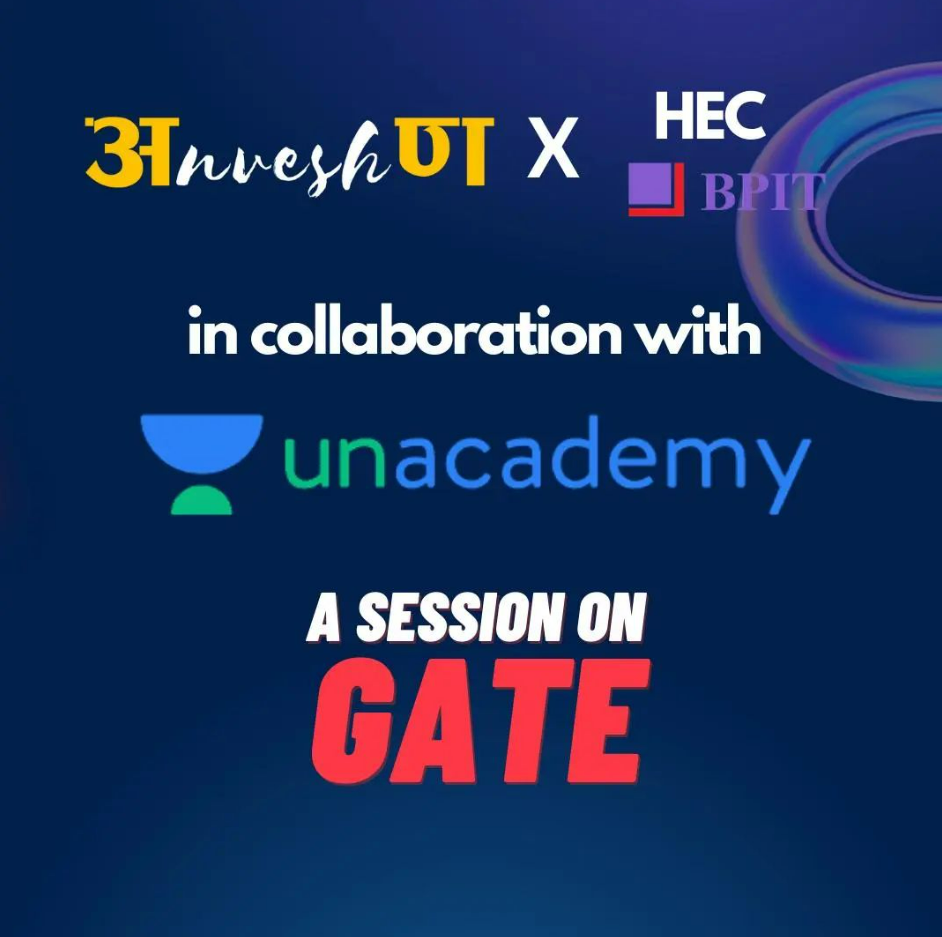 अnveshण X HEC
BPIT
in collaboration with
unacademy
A SESSION ON
GATE